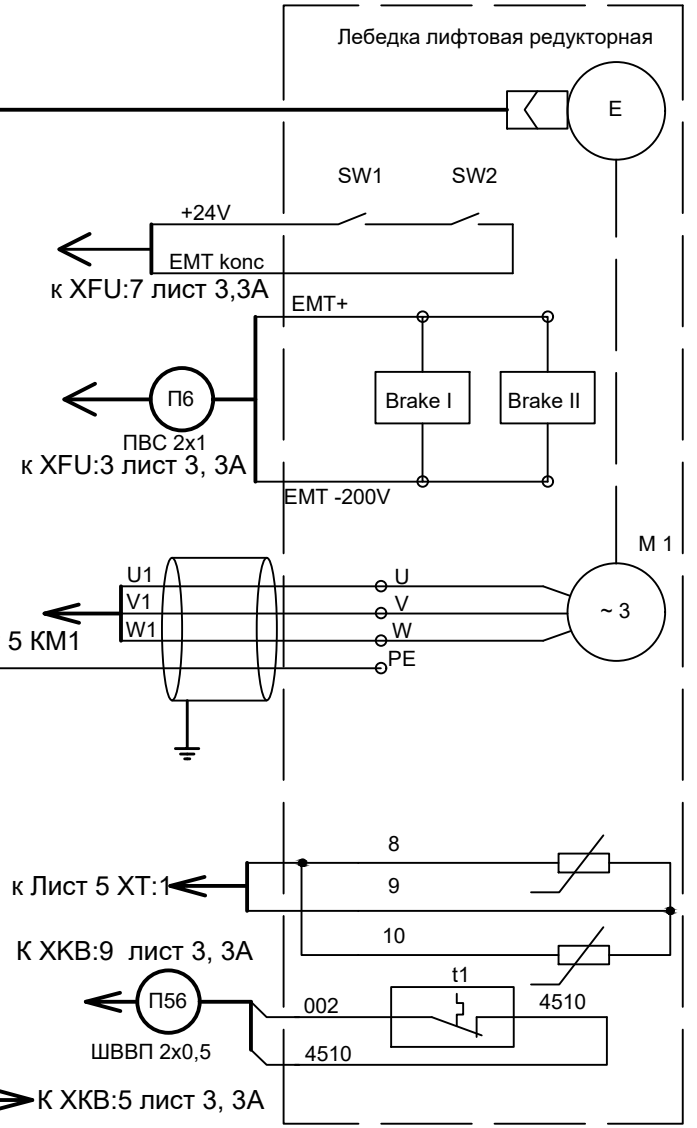 Лебедка лифтовая редукторная
E
SW1 SW2
+24V
EMT konc
к XFU:7 лист 3,3А
EMT+
П6
Brake I Brake II
ПВС 2х1
к XFU:3 лист 3, 3А
EMT -200V
M 1
U1 U
V1 V
~ 3
W1 W
5 КМ1
PE
8
к Лист 5 XT:1
9
10
К ХКВ:9 лист 3, 3А
t1
П56
002 4510
ШВВП 2х0,5
4510
К ХКВ:5 лист 3, 3А